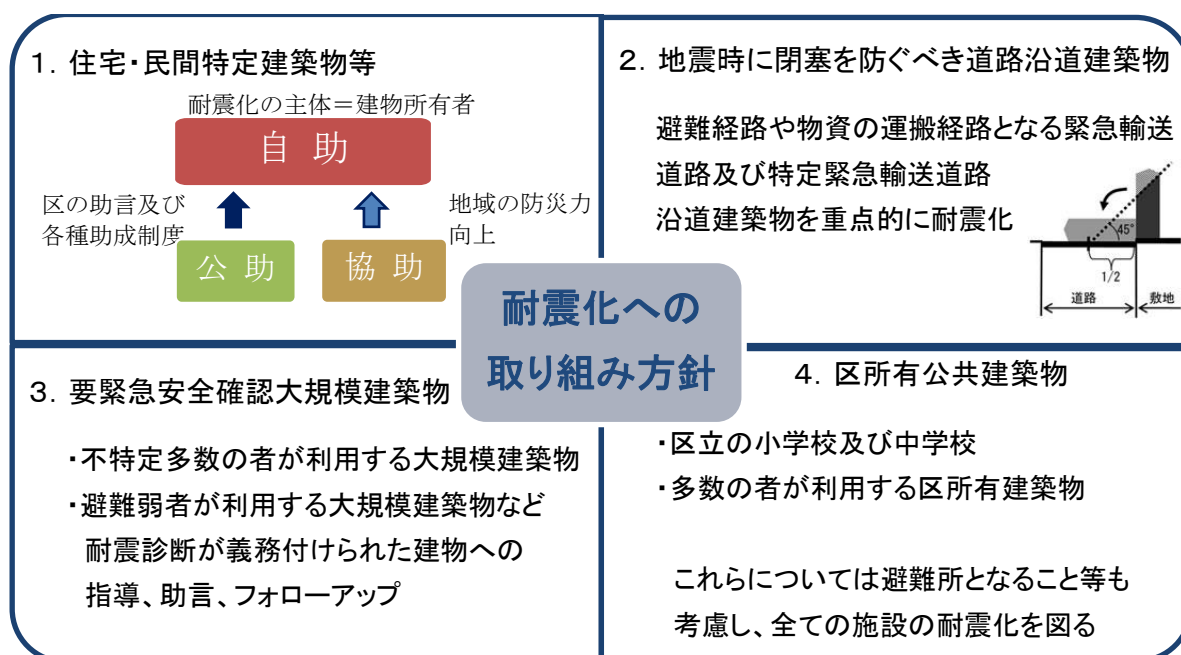 1．住宅・民間特定建築物等
耐震化の主体＝建物所有者
自 助
区の助言及び
各種助成制度
地域の防災力
向上
公 助
協 助
2．地震時に閉塞を防ぐべき道路沿道建築物
避難経路や物資の運搬経路となる緊急輸送
道路及び特定緊急輸送道路
沿道建築物を重点的に耐震化
45°
1/2
道路
敷地
耐震化への
取り組み方針
3．要緊急安全確認大規模建築物
・不特定多数の者が利用する大規模建築物
・避難弱者が利用する大規模建築物など
耐震診断が義務付けられた建物への
指導、助言、フォローアップ
4．区所有公共建築物
・区立の小学校及び中学校
・多数の者が利用する区所有建築物
これらについては避難所となること等も
考慮し、全ての施設の耐震化を図る